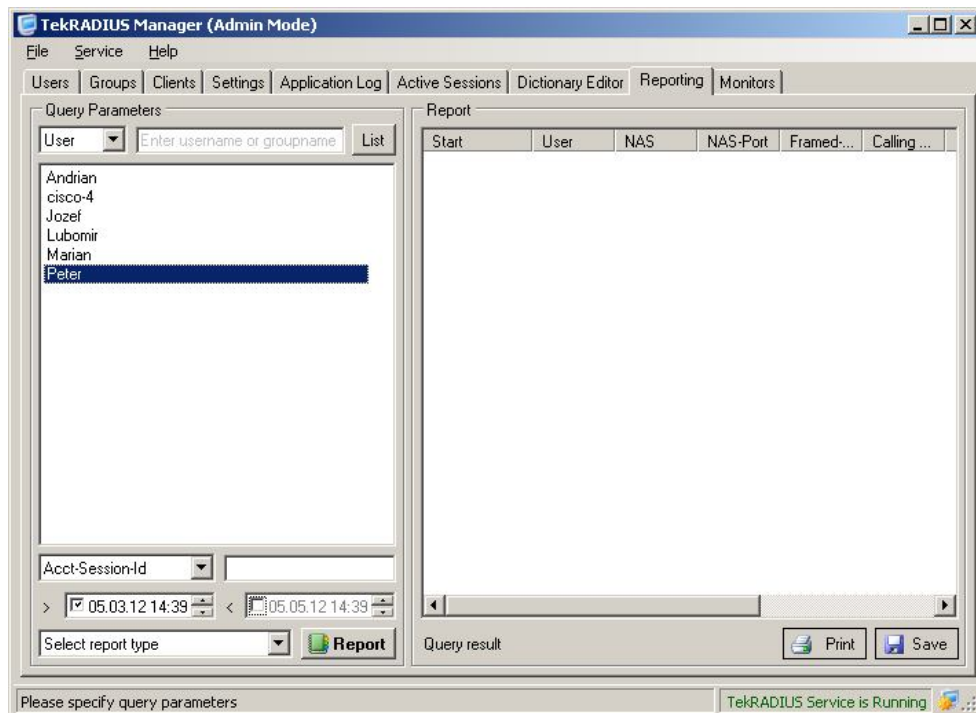 TekRADIUS Manager (Admin Mode)
File Service Help
Users Groups Clients Settings Application Log Active Sessions Dictionary Editor Reporting Monitors
Query Parameters
User Enter username or groupname List
Andrian
cisco-4
Jozef
Lubomir
Marian
Peter
Acct-Session-Id
> 05.03.12 14:39 < 05.05.12 14:39
Select report type Report
Report
Start User NAS NAS-Port Framed-... Calling ...
Query result Print Save
Please specify query parameters TekRADIUS Service is Running